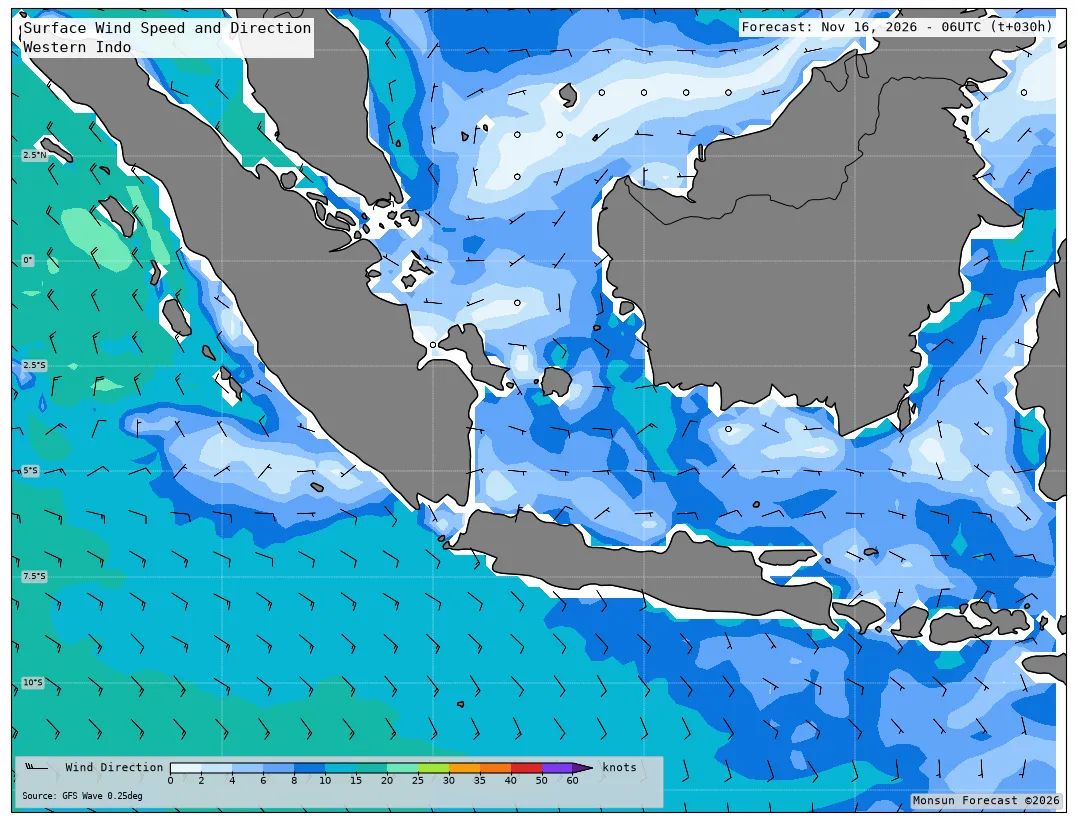 Surface Wind Speed and Direction
Western Indo
Forecast: Nov 16, 2026 - 06UTC (t+030h)
2.5°N
0°
2.5°S
5°S
7.5°S
10°S
Wind Direction
0 2 4 6 8 10 15 20 25 30 35 40 50 60
knots
Source: GFS Wave 0.25deg
Monsun Forecast ©2026